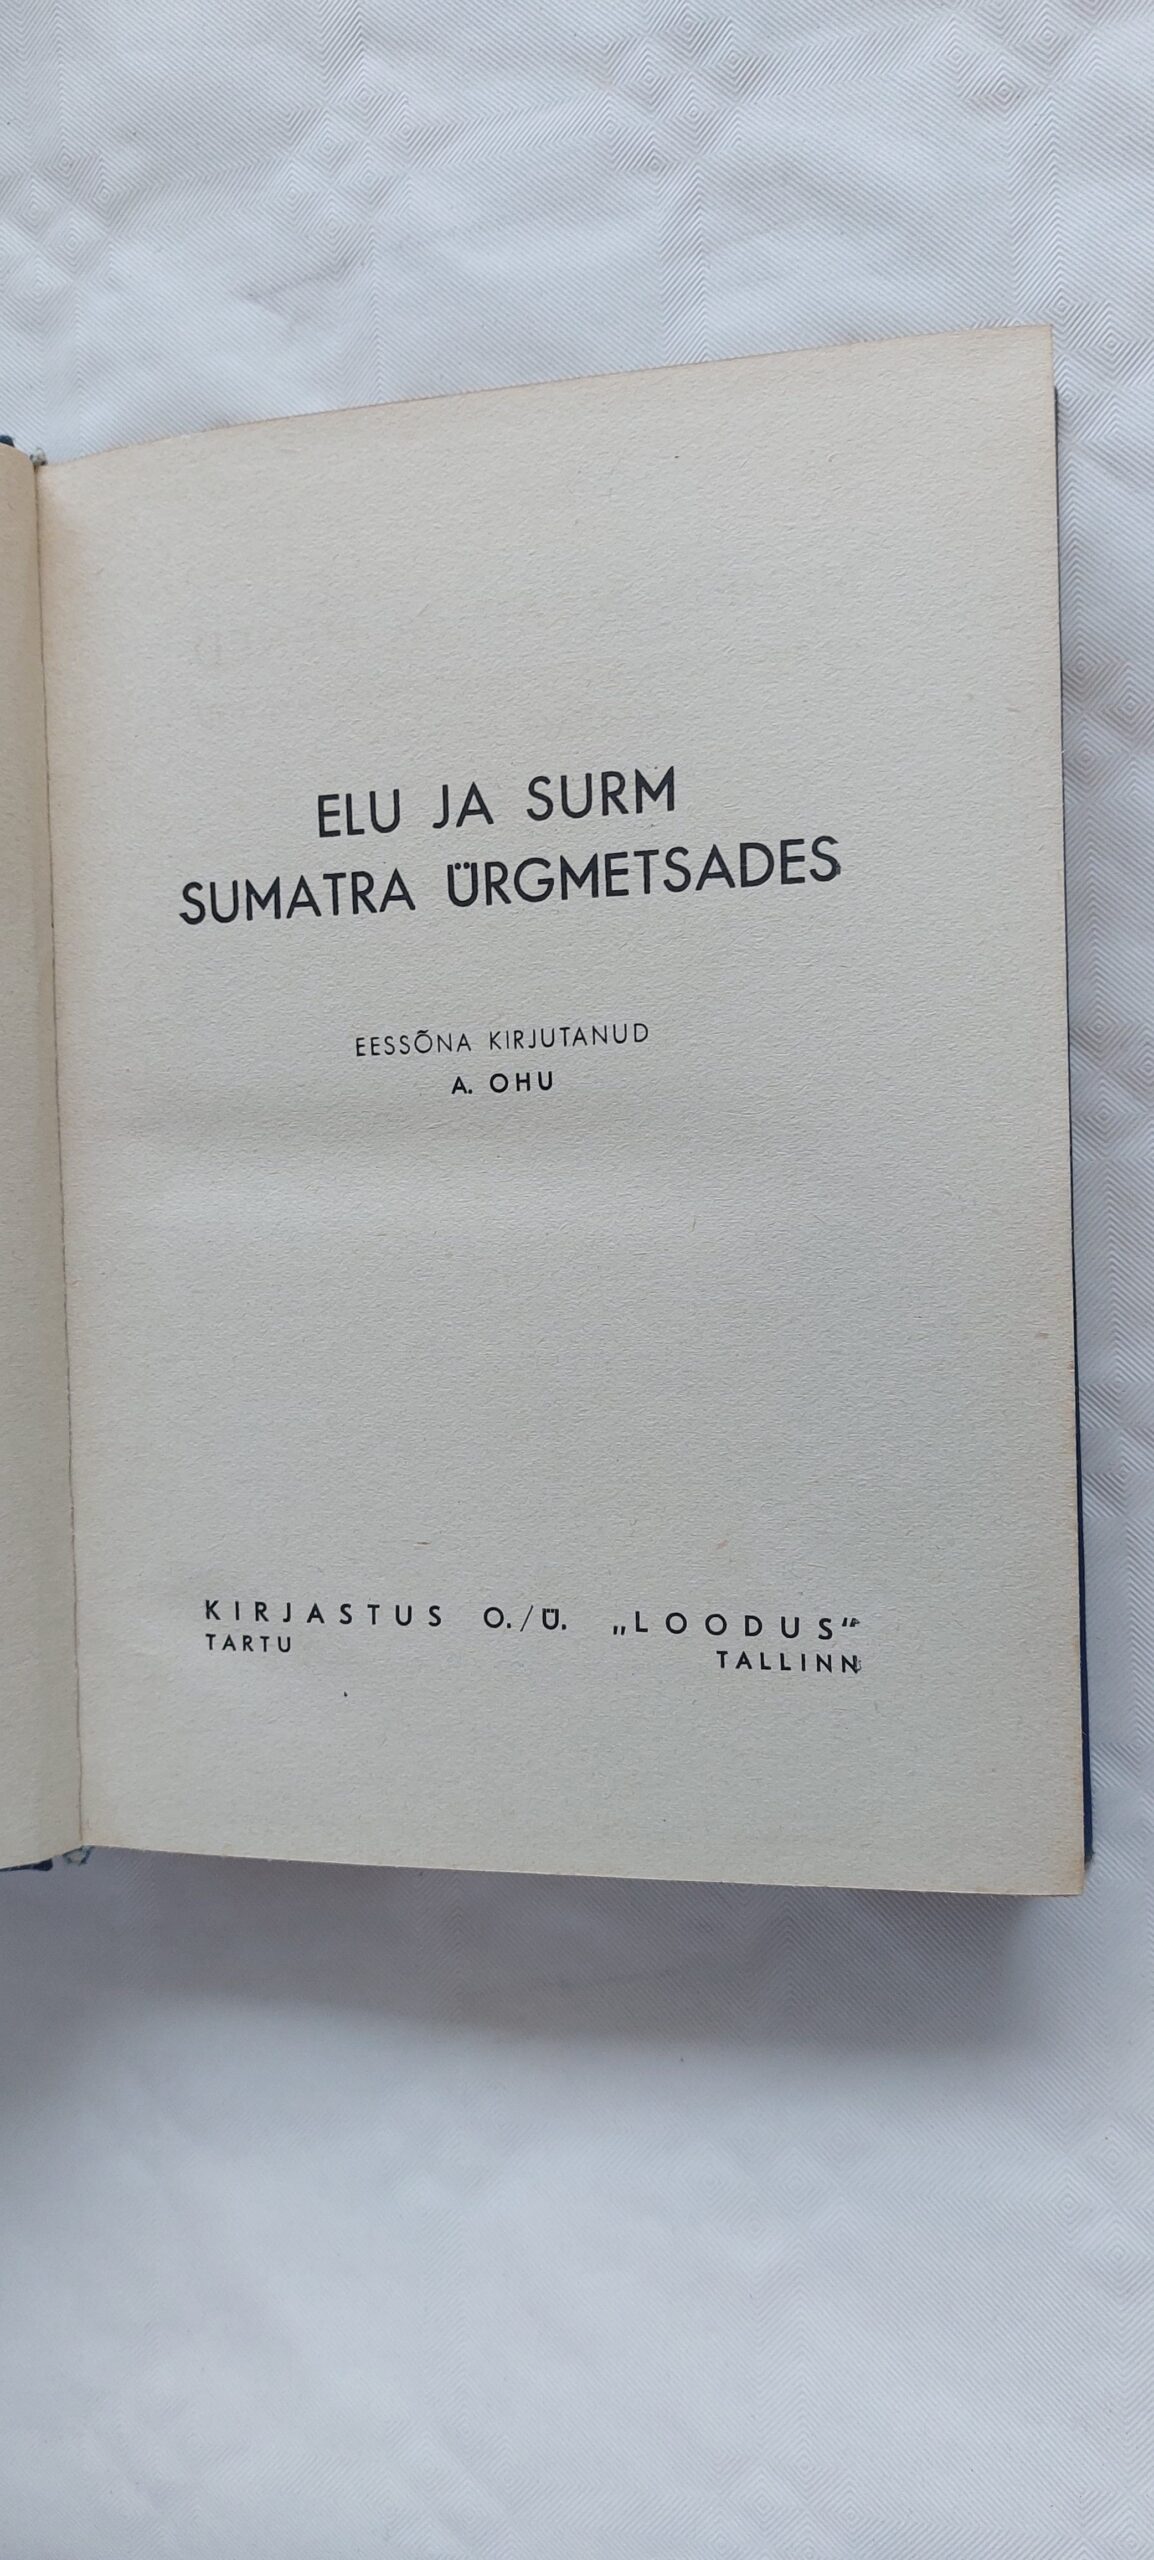 ELU JA SURM
SUMATRA ÜRGMETSADES
EESSÕNA KIRJUTANUD
A. OHU
KIRJASTUS O./Ü. „LOODUS“
TARTU TALLINN